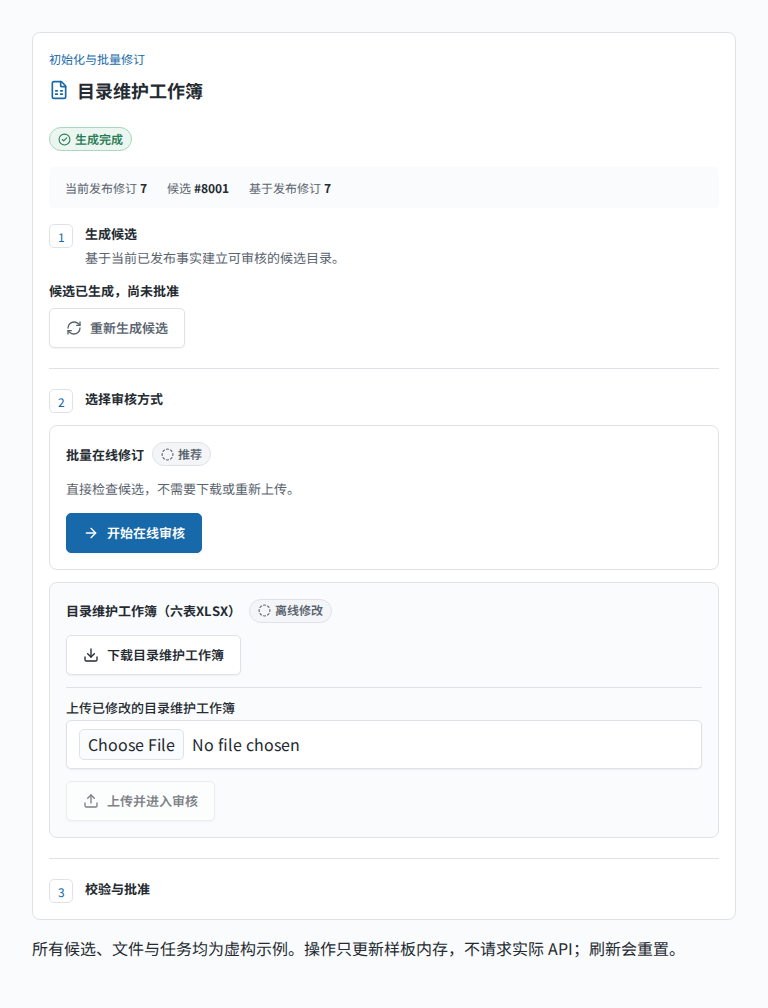 初始化与批量修订
目录维护工作簿
生成完成
当前发布修订 7 候选 #8001 基于发布修订 7
1 生成候选
基于当前已发布事实建立可审核的候选目录。
候选已生成，尚未批准
重新生成候选
2 选择审核方式
批量在线修订 推荐
直接检查候选，不需要下载或重新上传。
开始在线审核
目录维护工作簿（六表XLSX） 离线修改
下载目录维护工作簿
上传已修改的目录维护工作簿
Choose File No file chosen
上传并进入审核
3 校验与批准
所有候选、文件与任务均为虚构示例。操作只更新样板内存，不请求实际 API；刷新会重置。